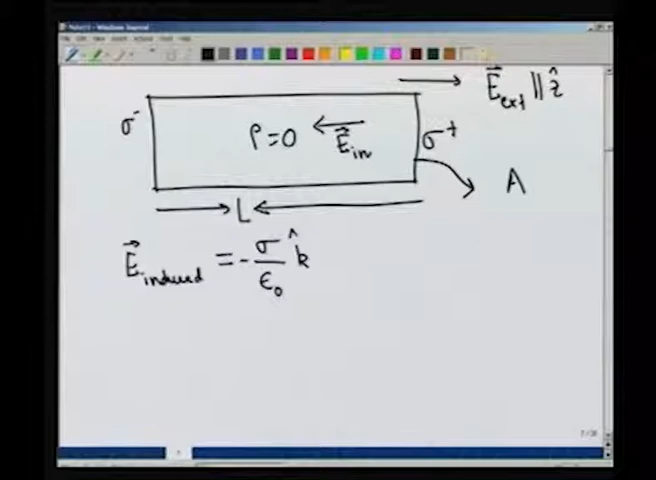 E⃗ext || ẑ
σ⁻
ρ=0
E⃗in
σ⁺
A
L
E⃗induced = - σ/ε₀ k̂